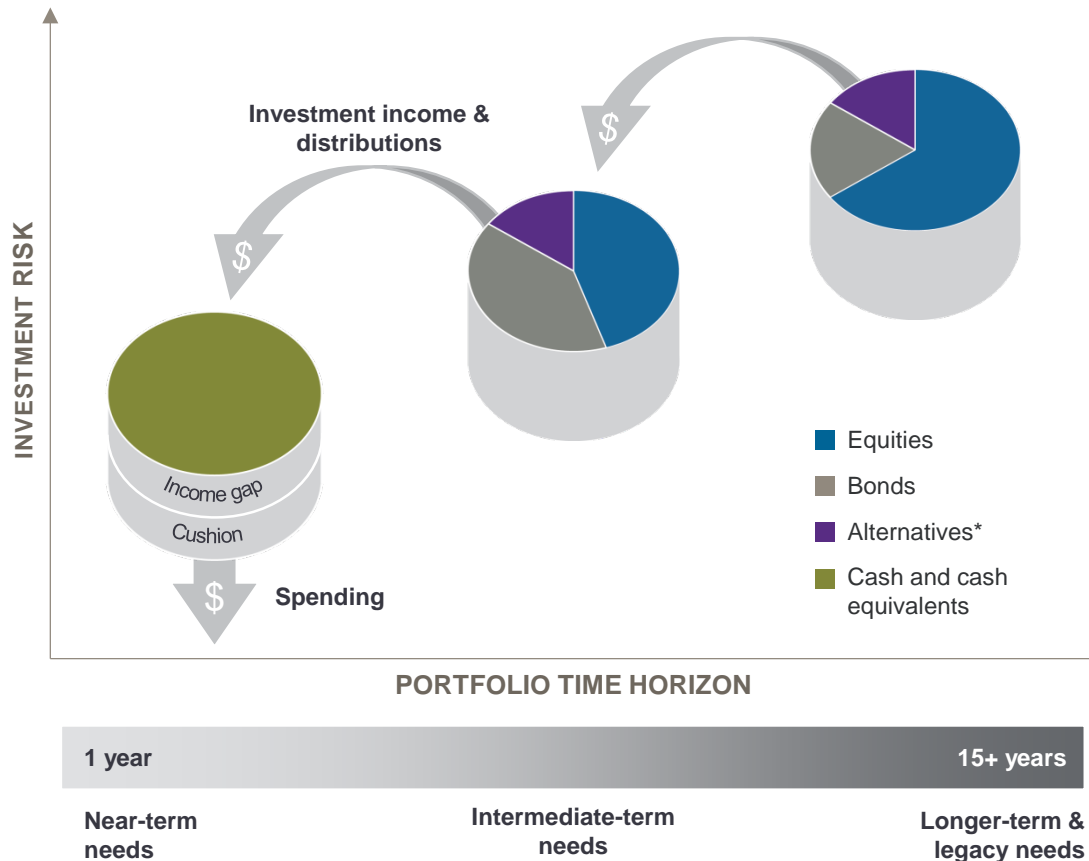 Investment income &
distributions
$
$
INVESTMENT RISK
Income gap
Cushion
$
Spending
Equities
Bonds
Alternatives*
Cash and cash
equivalents
PORTFOLIO TIME HORIZON
1 year
15+ years
Near-term
needs
Intermediate-term
needs
Longer-term &
legacy needs